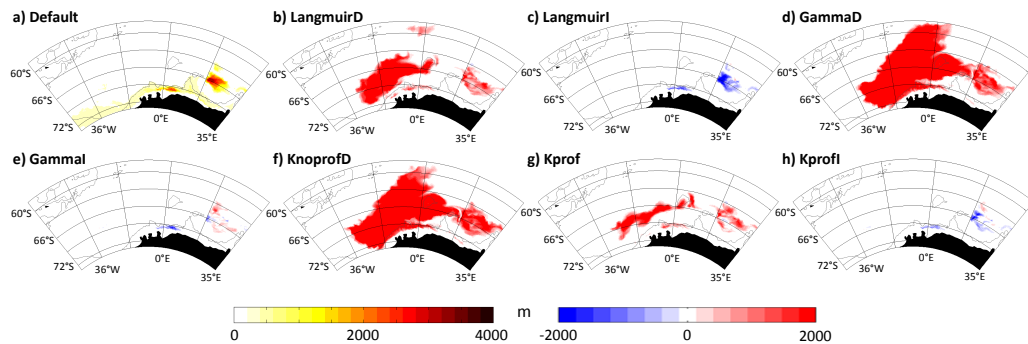 a) Default
b) LangmuirD
c) LangmuirI
d) GammaD
60°S 60°S 60°S 60°S
66°S 66°S 66°S 66°S
72°S 36°W 0°E 35°E 72°S 36°W 0°E 35°E 72°S 36°W 0°E 35°E 72°S 36°W 0°E 35°E
e) GammaI
f) KnoprofD
g) Kprof
h) KprofI
60°S 60°S 60°S 60°S
66°S 66°S 66°S 66°S
72°S 36°W 0°E 35°E 72°S 36°W 0°E 35°E 72°S 36°W 0°E 35°E 72°S 36°W 0°E 35°E
m
0 2000 4000 -2000 0 2000